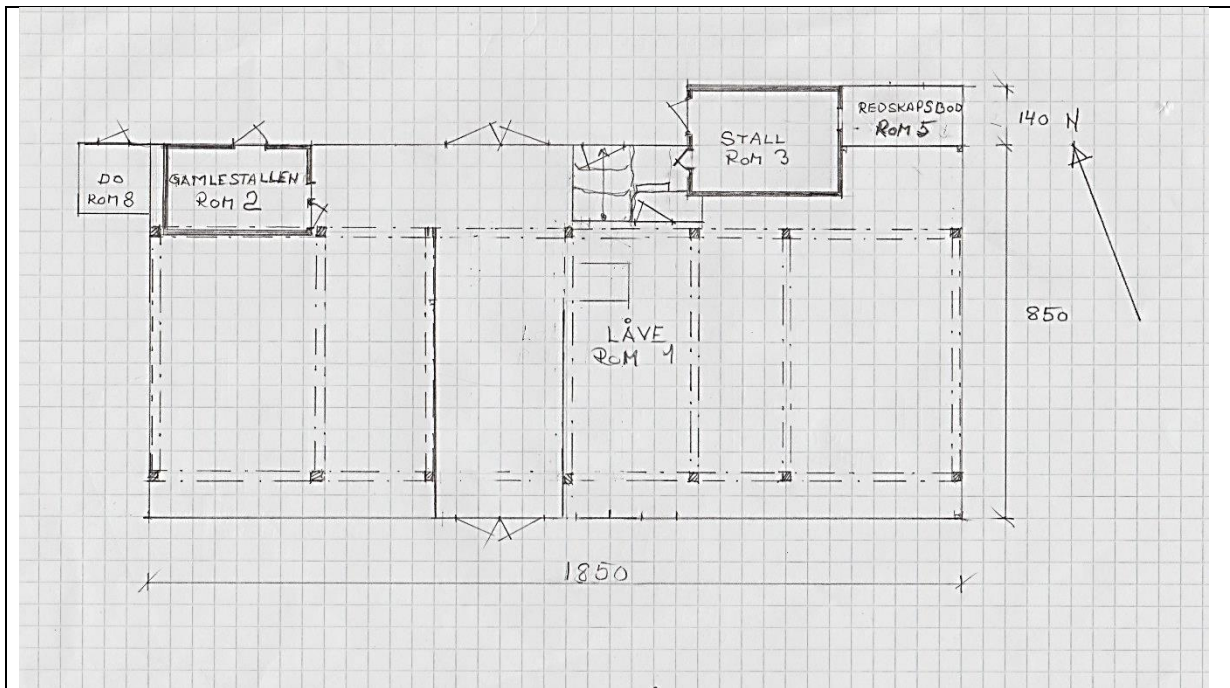 REDSKAPSBOD
ROM 5
140
N
STALL
ROM 3
DO
ROM 8
GAMLESTALLEN
ROM 2
850
LÅVE
ROM 1
1850